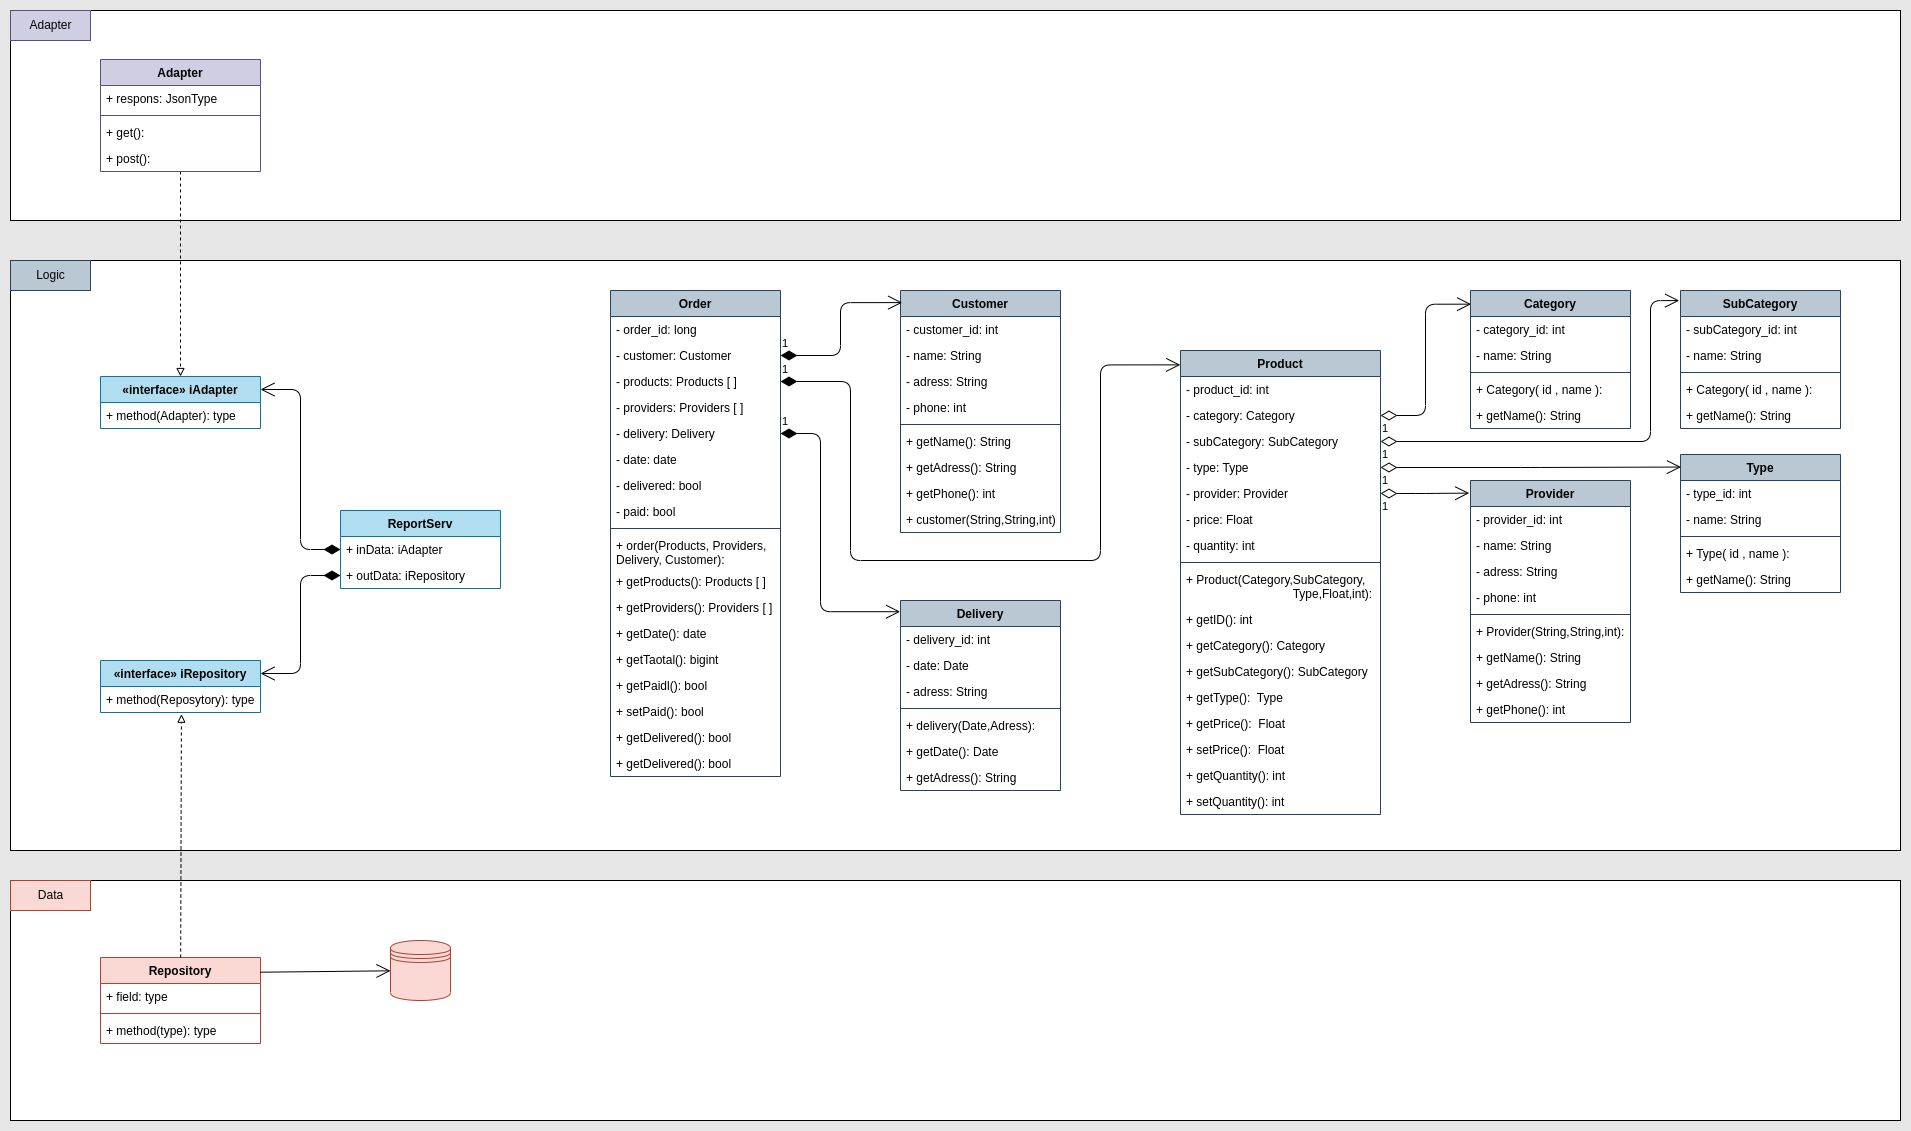 Adapter
Adapter
+ respons: JsonType
+ get():
+ post():
Logic
«interface» iAdapter
+ method(Adapter): type
ReportServ
+ inData: iAdapter
+ outData: iRepository
«interface» iRepository
+ method(Reposytory): type
Order
- order_id: long
- customer: Customer
- products: Products [ ]
- providers: Providers [ ]
- delivery: Delivery
- date: date
- delivered: bool
- paid: bool
+ order(Products, Providers,
Delivery, Customer):
+ getProducts(): Products [ ]
+ getProviders(): Providers [ ]
+ getDate(): date
+ getTaotal(): bigint
+ getPaidl(): bool
+ setPaid(): bool
+ getDelivered(): bool
+ getDelivered(): bool
1
1
1
Customer
- customer_id: int
- name: String
- adress: String
- phone: int
+ getName(): String
+ getAdress(): String
+ getPhone(): int
+ customer(String,String,int)
Delivery
- delivery_id: int
- date: Date
- adress: String
+ delivery(Date,Adress):
+ getDate(): Date
+ getAdress(): String
Product
- product_id: int
- category: Category
- subCategory: SubCategory
- type: Type
- provider: Provider
- price: Float
- quantity: int
+ Product(Category,SubCategory,
Type,Float,int):
+ getID(): int
+ getCategory(): Category
+ getSubCategory(): SubCategory
+ getType():  Type
+ getPrice():  Float
+ setPrice():  Float
+ getQuantity(): int
+ setQuantity(): int
1
1
1
1
Category
- category_id: int
- name: String
+ Category( id , name ):
+ getName(): String
SubCategory
- subCategory_id: int
- name: String
+ Category( id , name ):
+ getName(): String
Provider
- provider_id: int
- name: String
- adress: String
- phone: int
+ Provider(String,String,int):
+ getName(): String
+ getAdress(): String
+ getPhone(): int
Type
- type_id: int
- name: String
+ Type( id , name ):
+ getName(): String
Data
Repository
+ field: type
+ method(type): type